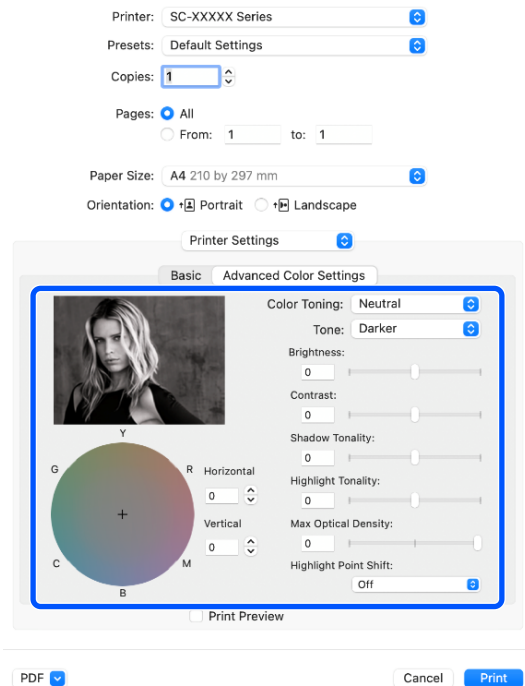 Printer: SC-XXXXX Series
Presets: Default Settings
Copies: 1
Pages: All
From: 1 to: 1
Paper Size: A4 210 by 297 mm
Orientation: Portrait Landscape
Printer Settings
Basic Advanced Color Settings
Color Toning: Neutral
Tone: Darker
Brightness:
0
Contrast:
0
Shadow Tonality:
0
Highlight Tonality:
0
Max Optical Density:
0
Highlight Point Shift:
Off
Y
G R
C M
B
Horizontal
0
Vertical
0
Print Preview
PDF Cancel Print